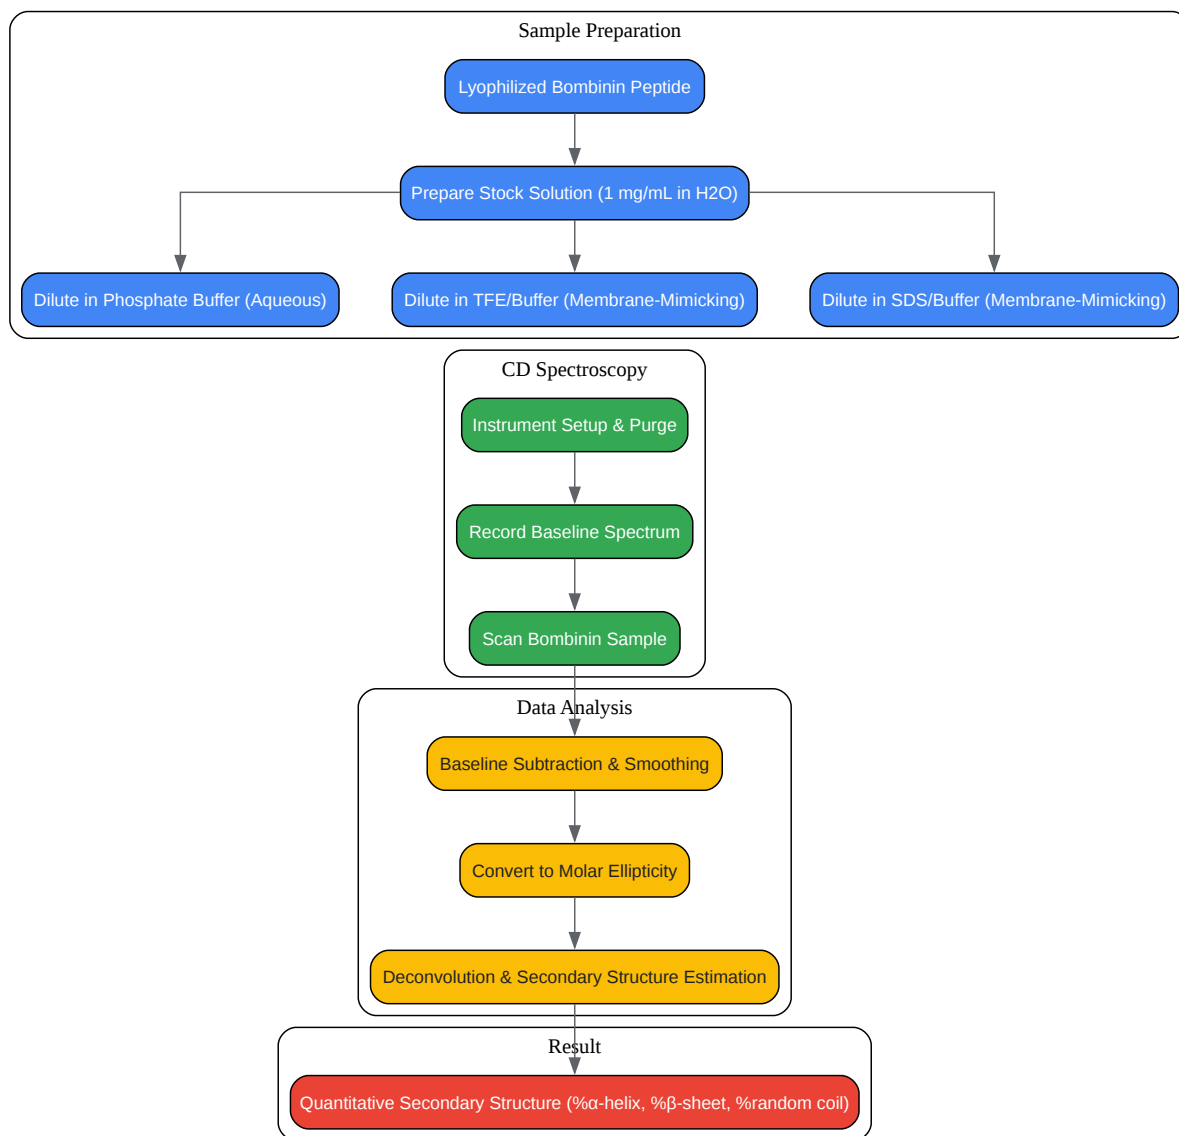 Sample Preparation
Lyophilized Bombinin Peptide
Prepare Stock Solution (1 mg/mL in H2O)
Dilute in Phosphate Buffer (Aqueous)
Dilute in TFE/Buffer (Membrane-Mimicking)
Dilute in SDS/Buffer (Membrane-Mimicking)
CD Spectroscopy
Instrument Setup & Purge
Record Baseline Spectrum
Scan Bombinin Sample
Data Analysis
Baseline Subtraction & Smoothing
Convert to Molar Ellipticity
Deconvolution & Secondary Structure Estimation
Result
Quantitative Secondary Structure (%α-helix, %β-sheet, %random coil)